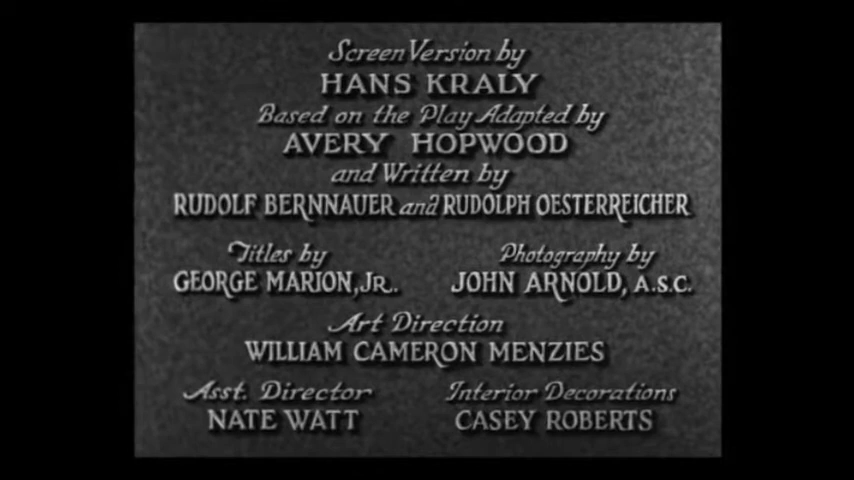 Screen Version by
HANS KRALY
Based on the Play Adapted by
AVERY HOPWOOD
and Written by
RUDOLF BERNNAUER and RUDOLPH OESTERREICHER
Titles by
GEORGE MARION, JR.
Photography by
JOHN ARNOLD, A.S.C.
Art Direction
WILLIAM CAMERON MENZIES
Asst. Director
NATE WATT
Interior Decorations
CASEY ROBERTS